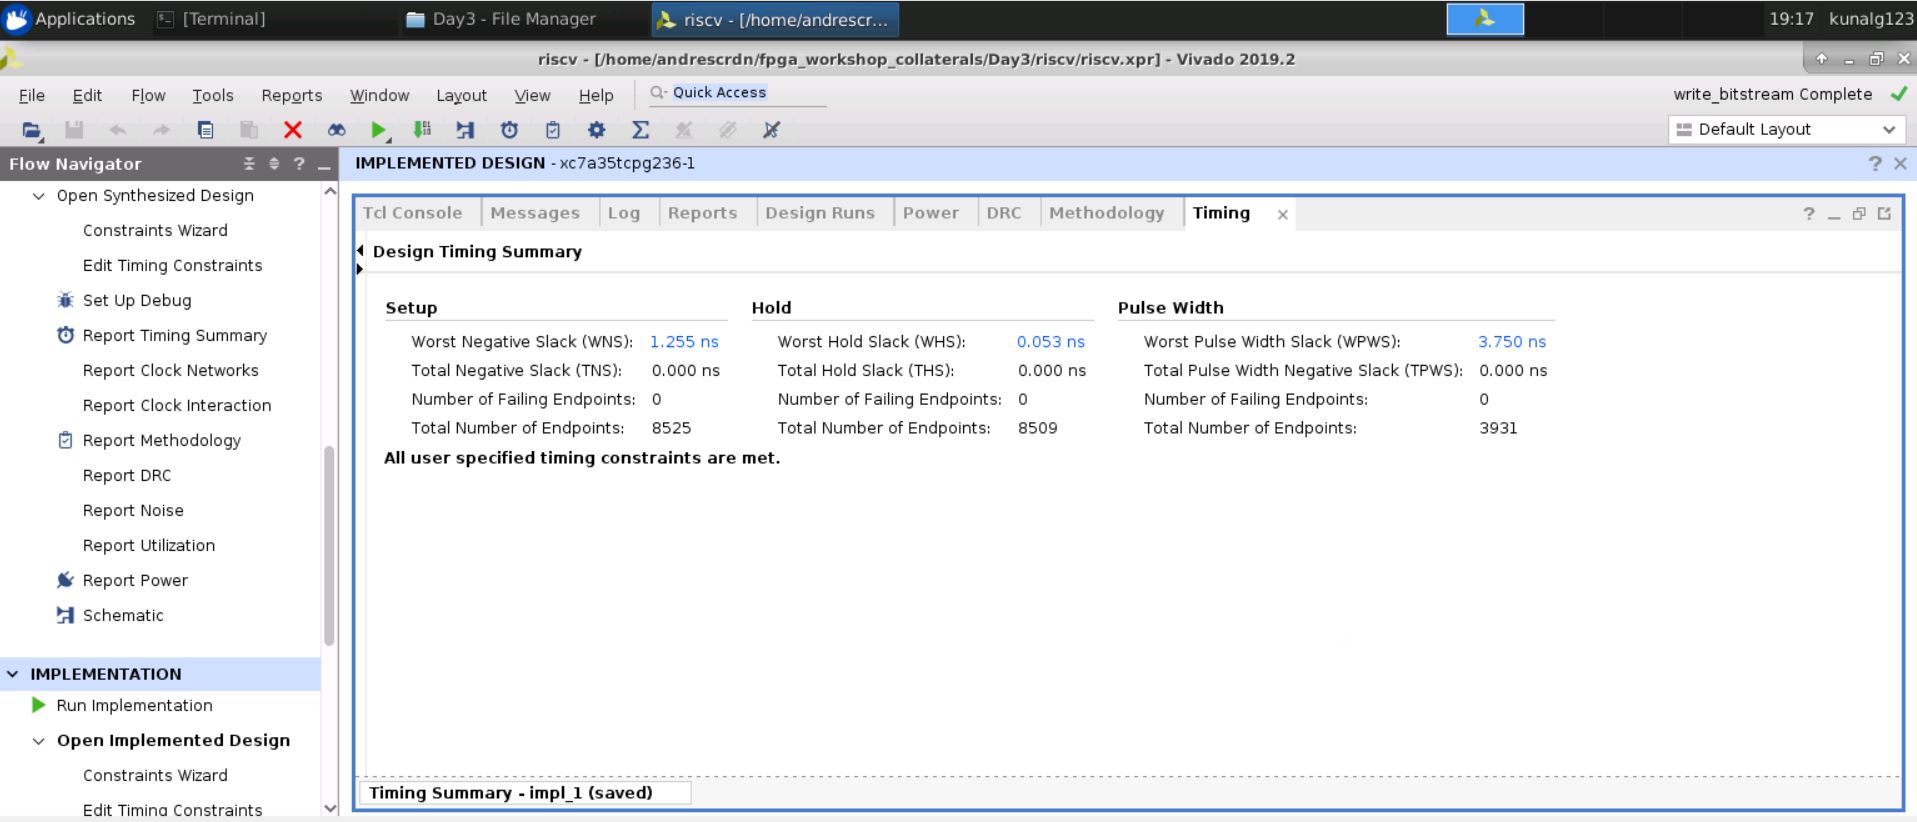 Applications [Terminal] Day3 - File Manager riscv - [/home/andrescr... 19:17 kunalg123
riscv - [/home/andrescrdn/fpga_workshop_collaterals/Day3/riscv/riscv.xpr] - Vivado 2019.2
File Edit Flow Tools Reports Window Layout View Help Quick Access write_bitstream Complete
Default Layout
Flow Navigator
IMPLEMENTED DESIGN - xc7a35tcpg236-1
Open Synthesized Design
Constraints Wizard
Edit Timing Constraints
Set Up Debug
Report Timing Summary
Report Clock Networks
Report Clock Interaction
Report Methodology
Report DRC
Report Noise
Report Utilization
Report Power
Schematic
IMPLEMENTATION
Run Implementation
Open Implemented Design
Constraints Wizard
Edit Timing Constraints
Tcl Console Messages Log Reports Design Runs Power DRC Methodology Timing
Design Timing Summary
Setup Hold Pulse Width
Worst Negative Slack (WNS): 1.255 ns Worst Hold Slack (WHS): 0.053 ns Worst Pulse Width Slack (WPWS): 3.750 ns
Total Negative Slack (TNS): 0.000 ns Total Hold Slack (THS): 0.000 ns Total Pulse Width Negative Slack (TPWS): 0.000 ns
Number of Failing Endpoints: 0 Number of Failing Endpoints: 0 Number of Failing Endpoints: 0
Total Number of Endpoints: 8525 Total Number of Endpoints: 8509 Total Number of Endpoints: 3931
All user specified timing constraints are met.
Timing Summary - impl_1 (saved)